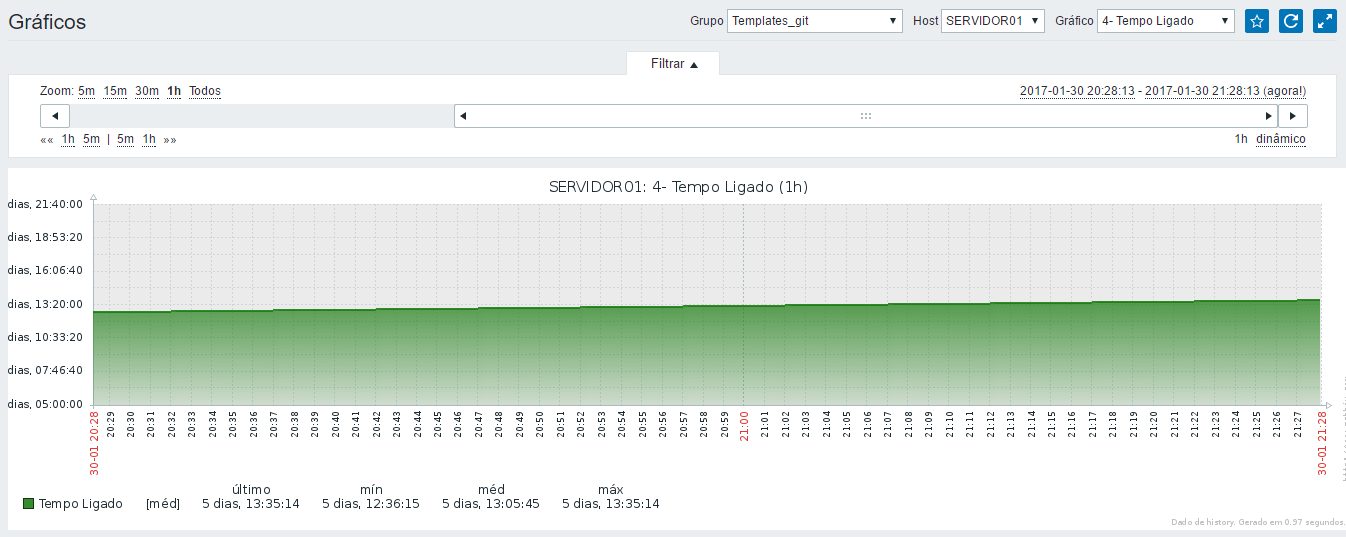 Gráficos Grupo Templates_git Host SERVIDOR01 Gráfico 4- Tempo Ligado
Filtrar
Zoom: 5m 15m 30m 1h Todos 2017-01-30 20:28:13 - 2017-01-30 21:28:13 (agora!)
«« 1h 5m | 5m 1h »» 1h dinâmico
SERVIDOR01: 4- Tempo Ligado (1h)
dias, 21:40:00
dias, 18:53:20
dias, 16:06:40
dias, 13:20:00
dias, 10:33:20
dias, 07:46:40
dias, 05:00:00
30-01 20:28 20:29 20:30 20:31 20:32 20:33 20:34 20:35 20:36 20:37 20:38 20:39 20:40 20:41 20:42 20:43 20:44 20:45 20:46 20:47 20:48 20:49 20:50 20:51 20:52 20:53 20:54 20:55 20:56 20:57 20:58 20:59 21:00 21:01 21:02 21:03 21:04 21:05 21:06 21:07 21:08 21:09 21:10 21:11 21:12 21:13 21:14 21:15 21:16 21:17 21:18 21:19 21:20 21:21 21:22 21:23 21:24 21:25 21:26 21:27 30-01 21:28
último mín méd máx
Tempo Ligado [méd] 5 dias, 13:35:14 5 dias, 12:36:15 5 dias, 13:05:45 5 dias, 13:35:14
Dado de history. Gerado em 0.97 segundos.